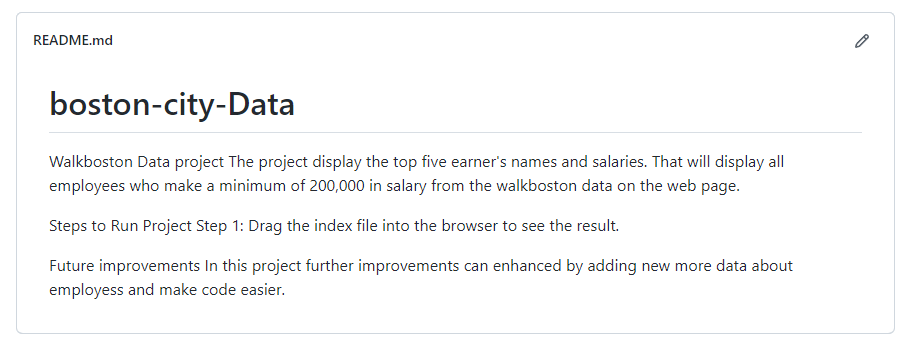 README.md
boston-city-Data
Walkboston Data project The project display the top five earner's names and salaries. That will display all
employees who make a minimum of 200,000 in salary from the walkboston data on the web page.
Steps to Run Project Step 1: Drag the index file into the browser to see the result.
Future improvements In this project further improvements can enhanced by adding new more data about
employess and make code easier.